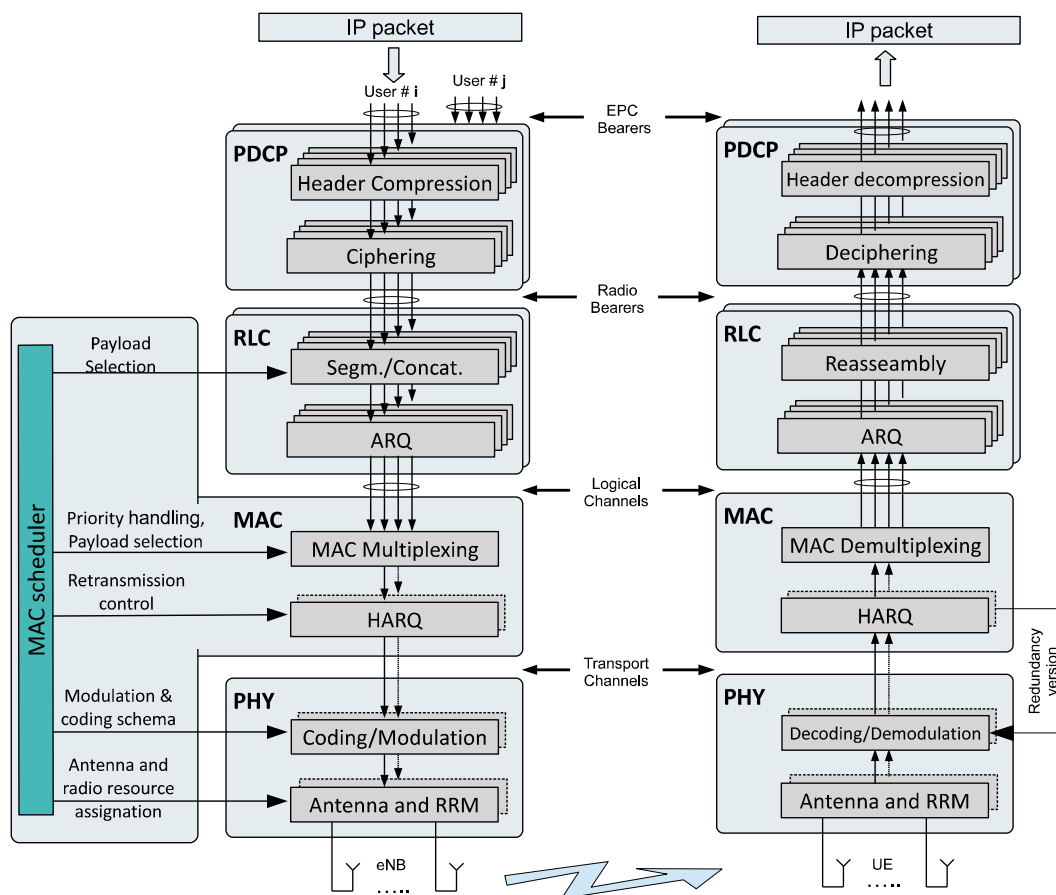 IP packet
IP packet
User # i
User # j
EPC
Bearers
PDCP
Header Compression
Ciphering
PDCP
Header decompression
Deciphering
Radio
Bearers
RLC
Segm./Concat.
ARQ
RLC
Reasseambly
ARQ
Logical
Channels
MAC scheduler
Payload
Selection
Priority handling,
Payload selection
Retransmission
control
Modulation &
coding schema
Antenna and
radio resource
assignation
MAC
MAC Multiplexing
HARQ
MAC
MAC Demultiplexing
HARQ
Redundancy
version
Transport
Channels
PHY
Coding/Modulation
Antenna and RRM
PHY
Decoding/Demodulation
Antenna and RRM
eNB
UE